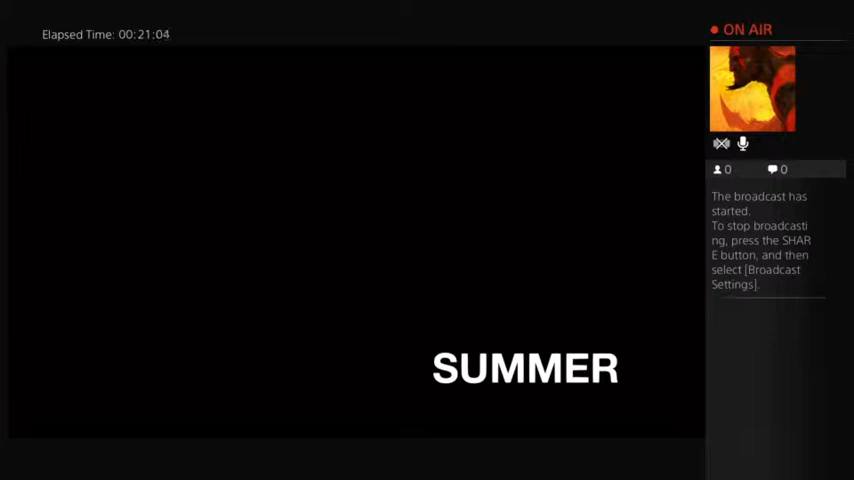 Elapsed Time: 00:21:04
ON AIR
0 0
The broadcast has
started.
To stop broadcasti
ng, press the SHAR
E button, and then
select [Broadcast
Settings].
SUMMER